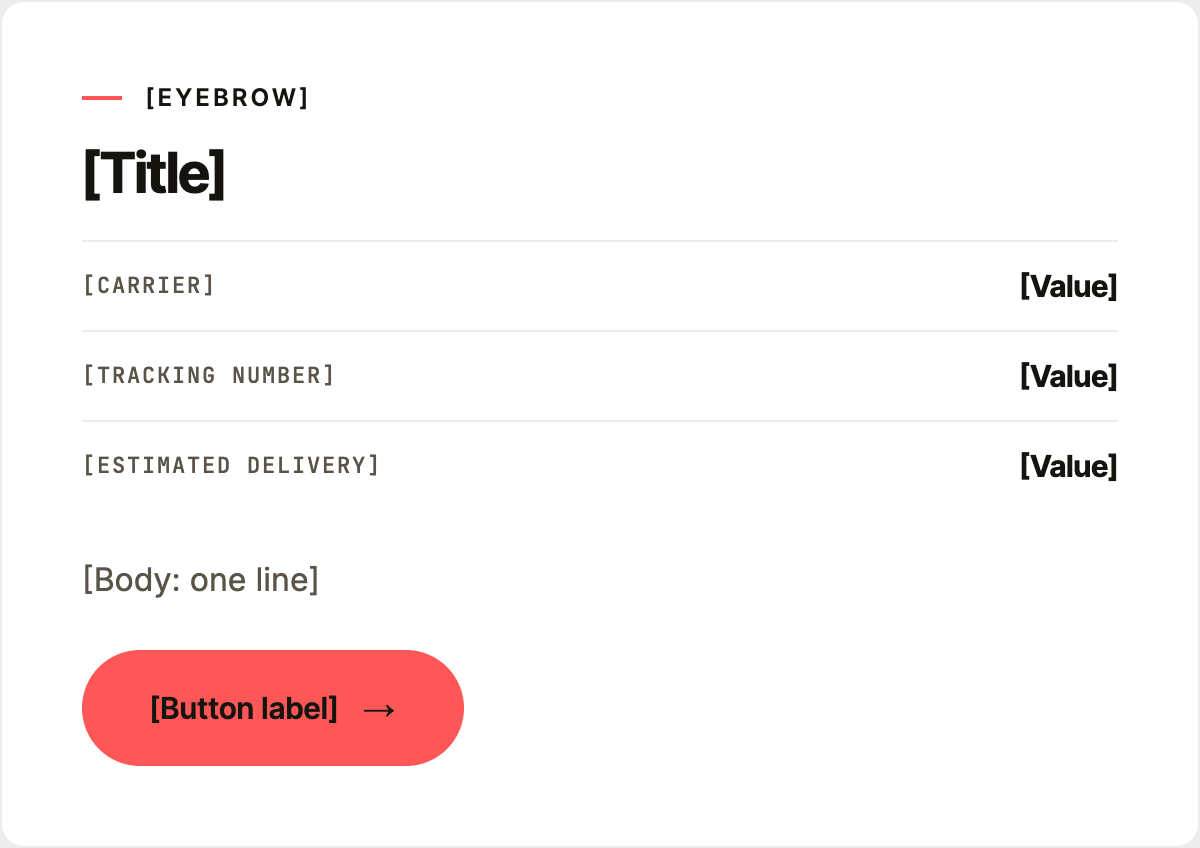 [EYEBROW]
[Title]
[CARRIER] [Value]
[TRACKING NUMBER] [Value]
[ESTIMATED DELIVERY] [Value]
[Body: one line]
[Button label] →